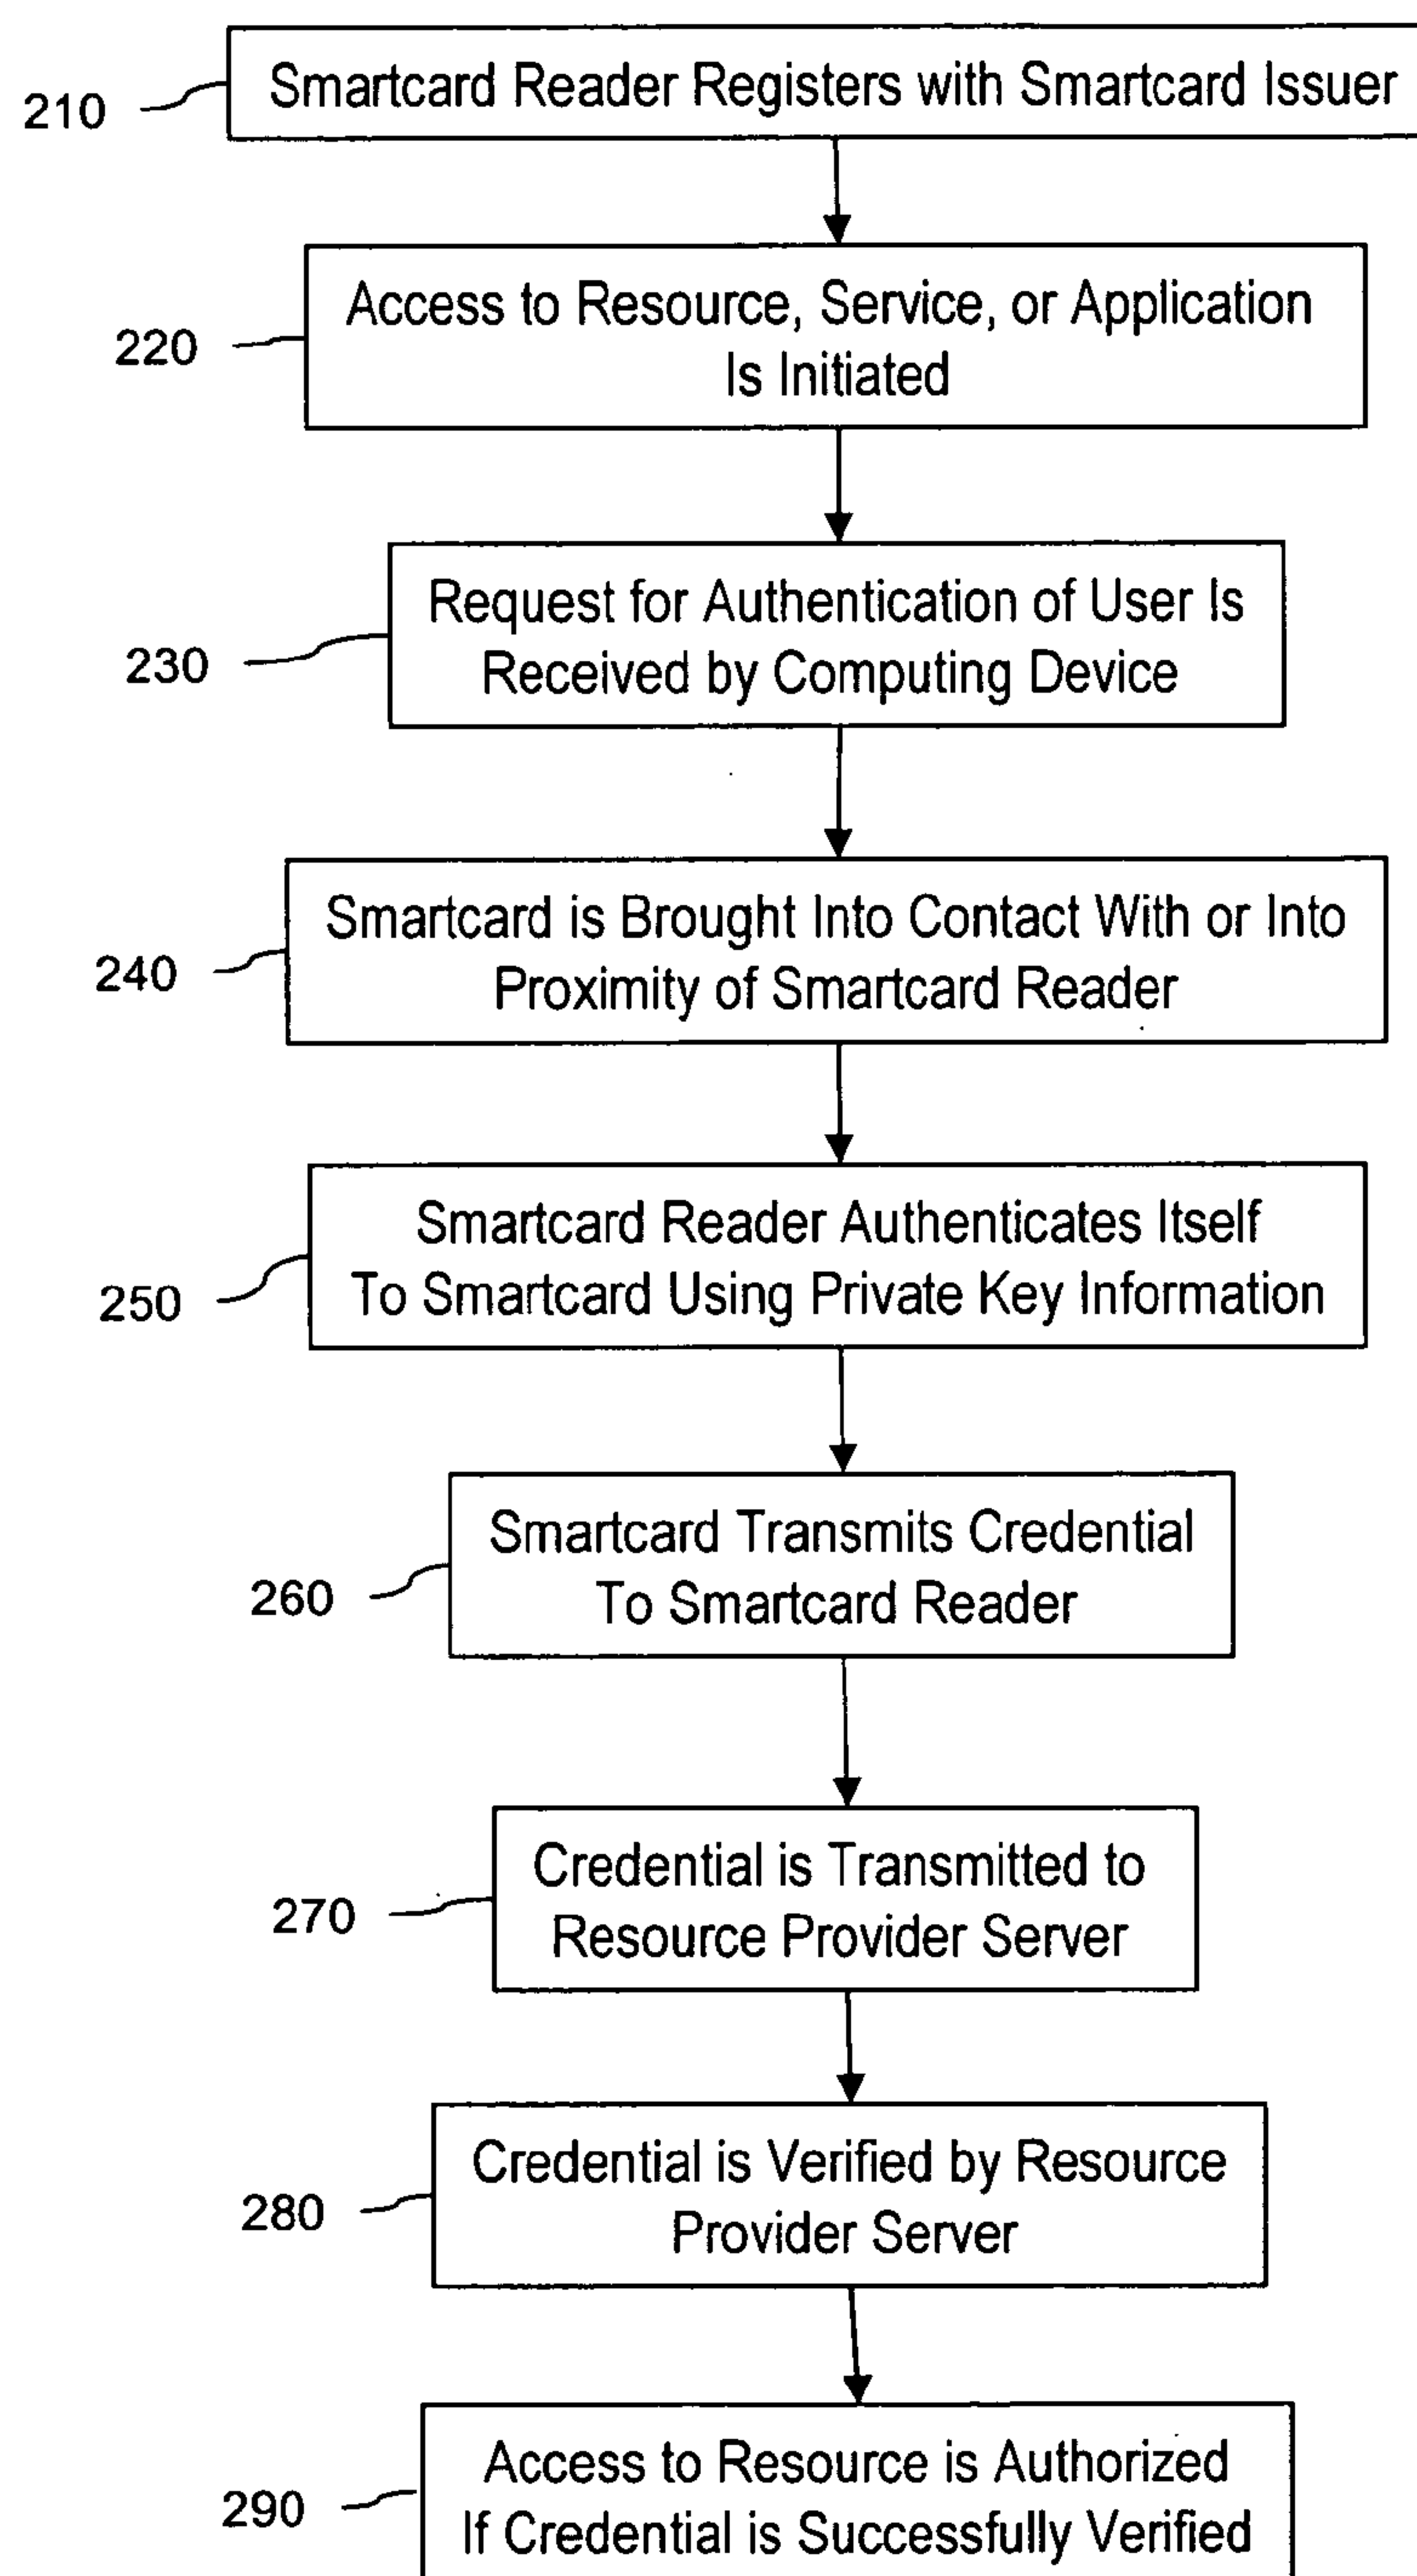 210
Smartcard Reader Registers with Smartcard Issuer
220
Access to Resource, Service, or Application
Is Initiated
230
Request for Authentication of User Is
Received by Computing Device
240
Smartcard is Brought Into Contact With or Into
Proximity of Smartcard Reader
250
Smartcard Reader Authenticates Itself
To Smartcard Using Private Key Information
260
Smartcard Transmits Credential
To Smartcard Reader
270
Credential is Transmitted to
Resource Provider Server
280
Credential is Verified by Resource
Provider Server
290
Access to Resource is Authorized
If Credential is Successfully Verified